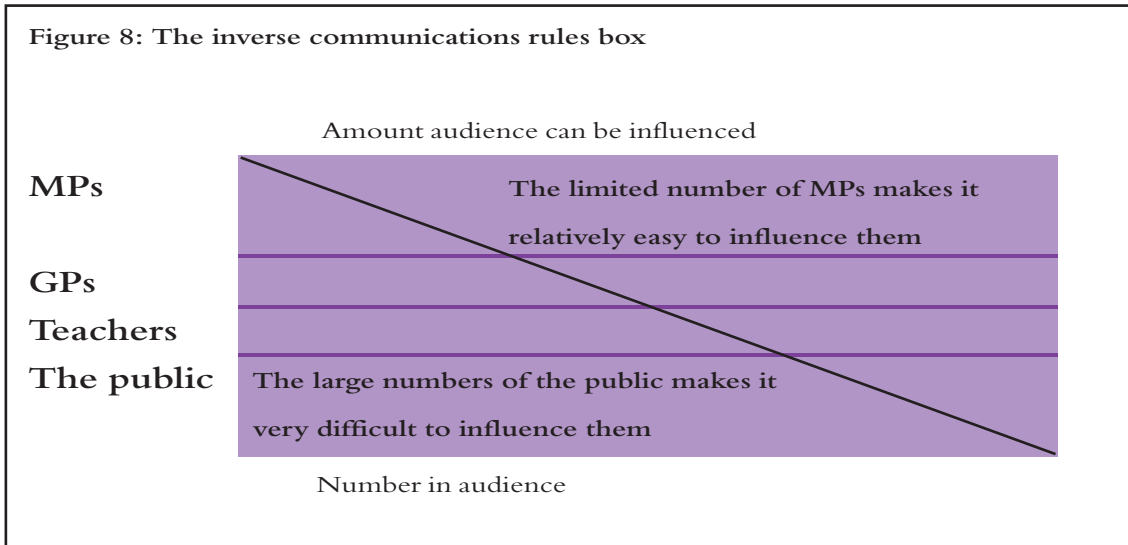 Figure 8: The inverse communications rules box
Amount audience can be influenced
MPs
The limited number of MPs makes it
relatively easy to influence them
GPs
Teachers
The public
The large numbers of the public makes it
very difficult to influence them
Number in audience